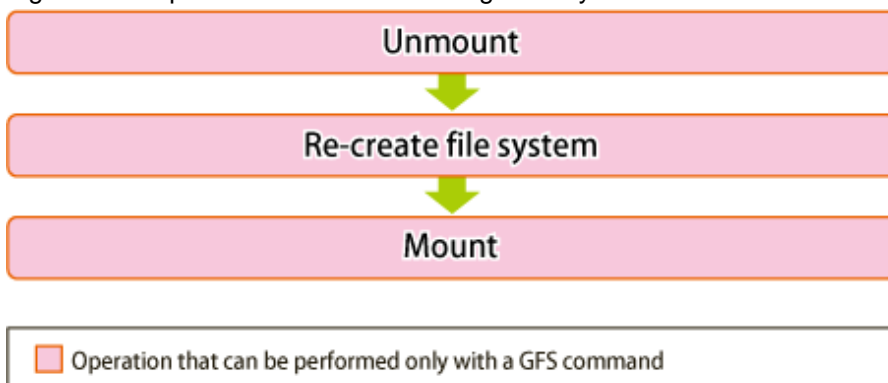 Unmount
Re-create file system
Mount
Operation that can be performed only with a GFS command